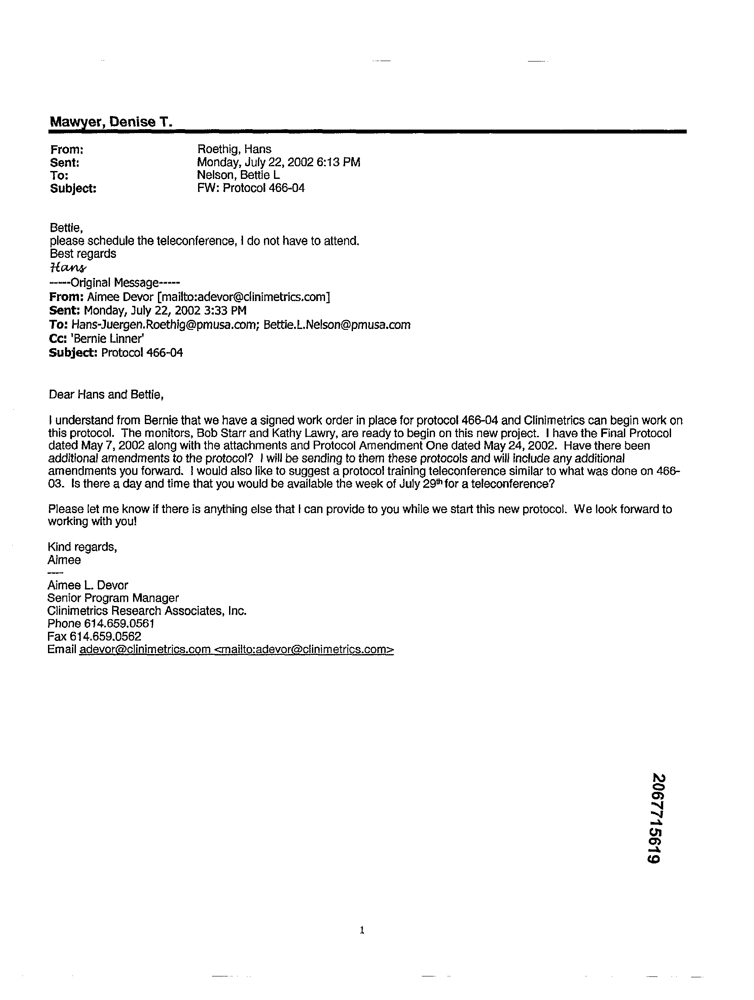 Mawyer, Denise T.
From: Roethig, Hans
Sent: Monday, July 22, 2002 6:13 PM
To: Nelson, Bettie L
Subject: FW: Protocol 466-04
Bettie,
please schedule the teleconference, I do not have to attend.
Best regards
Hans
-----Original Message-----
From: Aimee Devor [mailto:adevor@clinimetrics.com]
Sent: Monday, July 22, 2002 3:33 PM
To: Hans-Juergen.Roethig@pmusa.com; Bettie.L.Nelson@pmusa.com
Cc: 'Bernie Linner'
Subject: Protocol 466-04
Dear Hans and Bettie,
I understand from Bernie that we have a signed work order in place for protocol 466-04 and Clinimetrics can begin work on
this protocol. The monitors, Bob Starr and Kathy Lawry, are ready to begin on this new project. I have the Final Protocol
dated May 7, 2002 along with the attachments and Protocol Amendment One dated May 24, 2002. Have there been
additional amendments to the protocol? I will be sending to them these protocols and will include any additional
amendments you forward. I would also like to suggest a protocol training teleconference similar to what was done on 466-
03. Is there a day and time that you would be available the week of July 29th for a teleconference?
Please let me know if there is anything else that I can provide to you while we start this new protocol. We look forward to
working with you!
Kind regards,
Aimee
----
Aimee L. Devor
Senior Program Manager
Clinimetrics Research Associates, Inc.
Phone 614.659.0561
Fax 614.659.0562
Email adevor@clinimetrics.com <mailto:adevor@clinimetrics.com>
2067715619
1